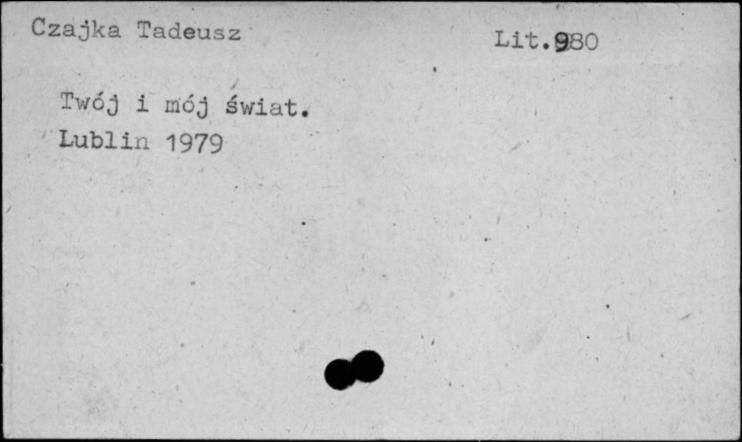 Czajka Tadeusz
Lit.980
Twój i mój świat.
Lublin 1979